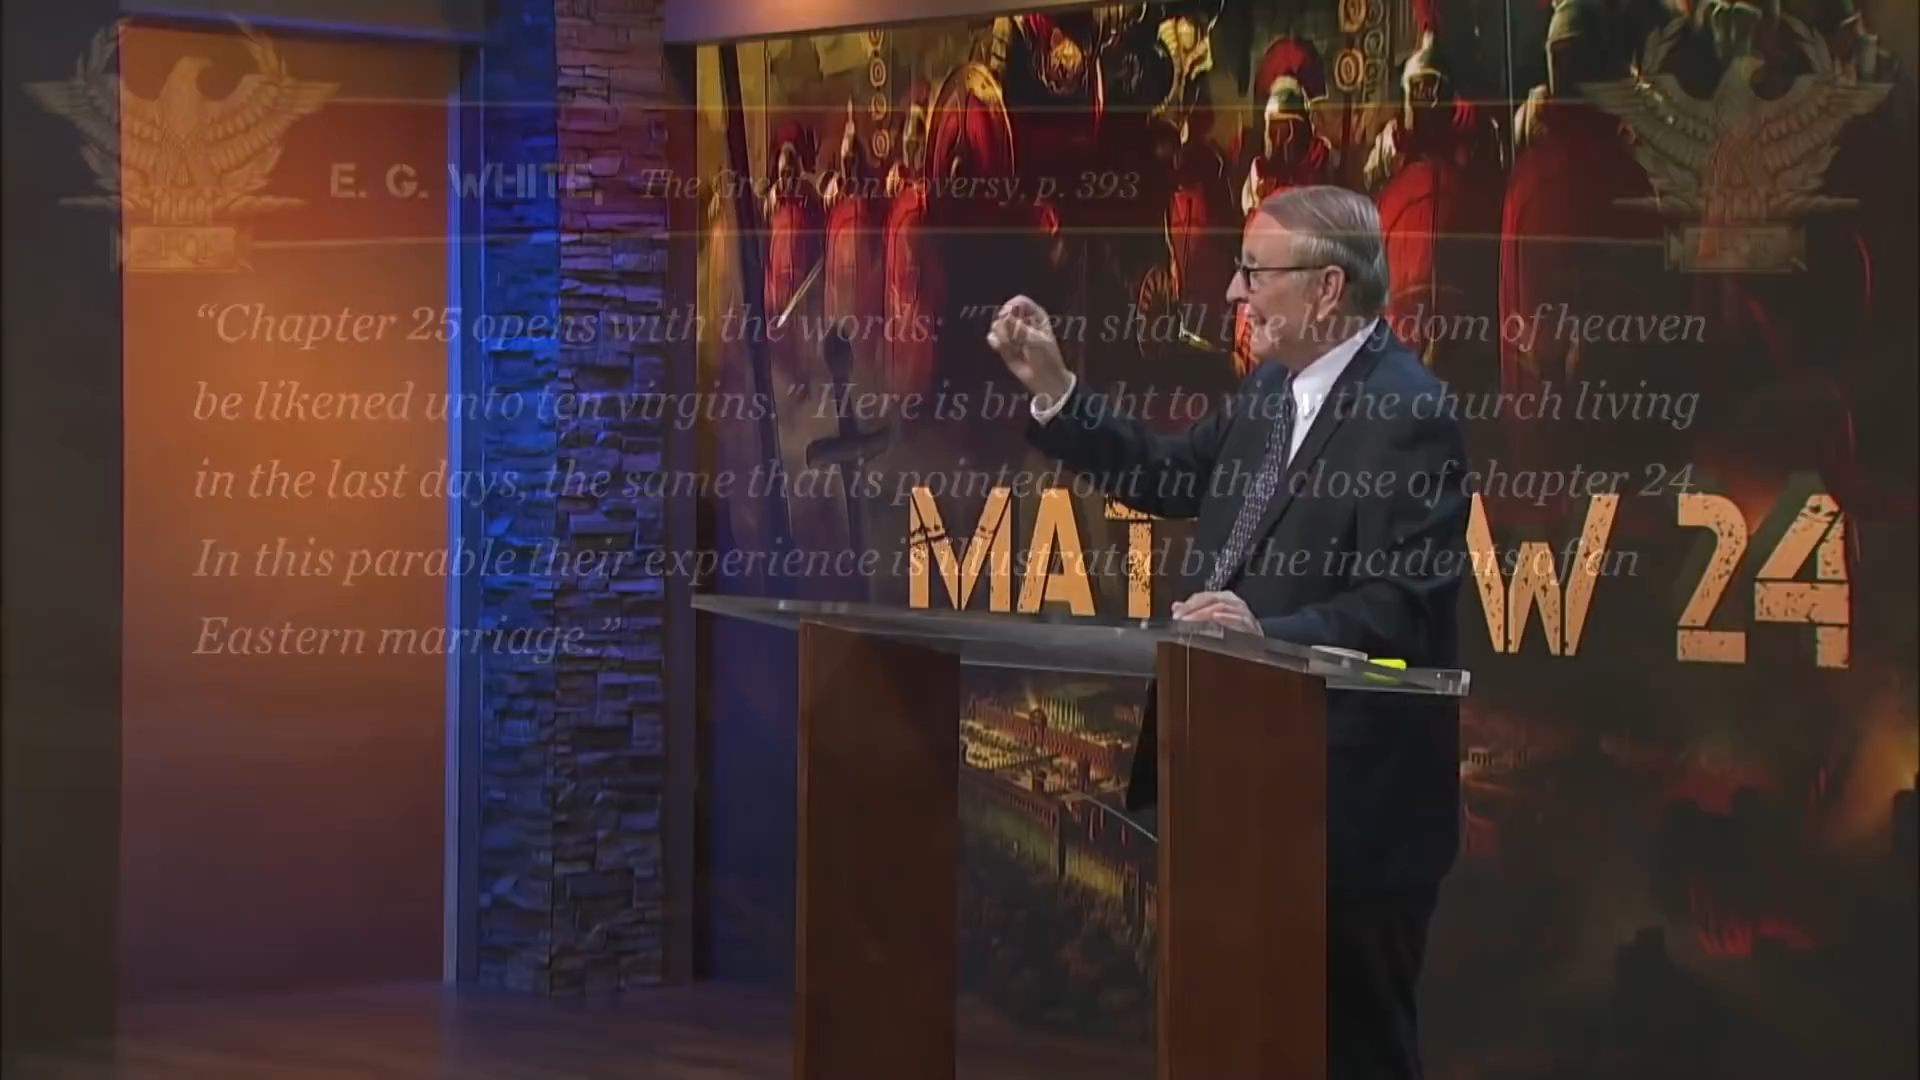 E. G. WHITE, The Great Controversy, p. 393
“Chapter 25 opens with the words: "Then shall the kingdom of heaven
be likened unto ten virgins." Here is brought to view the church living
in the last days, the same that is pointed out in the close of chapter 24.
In this parable their experience is illustrated by the incidents of an
Eastern marriage.”
MAT W 24